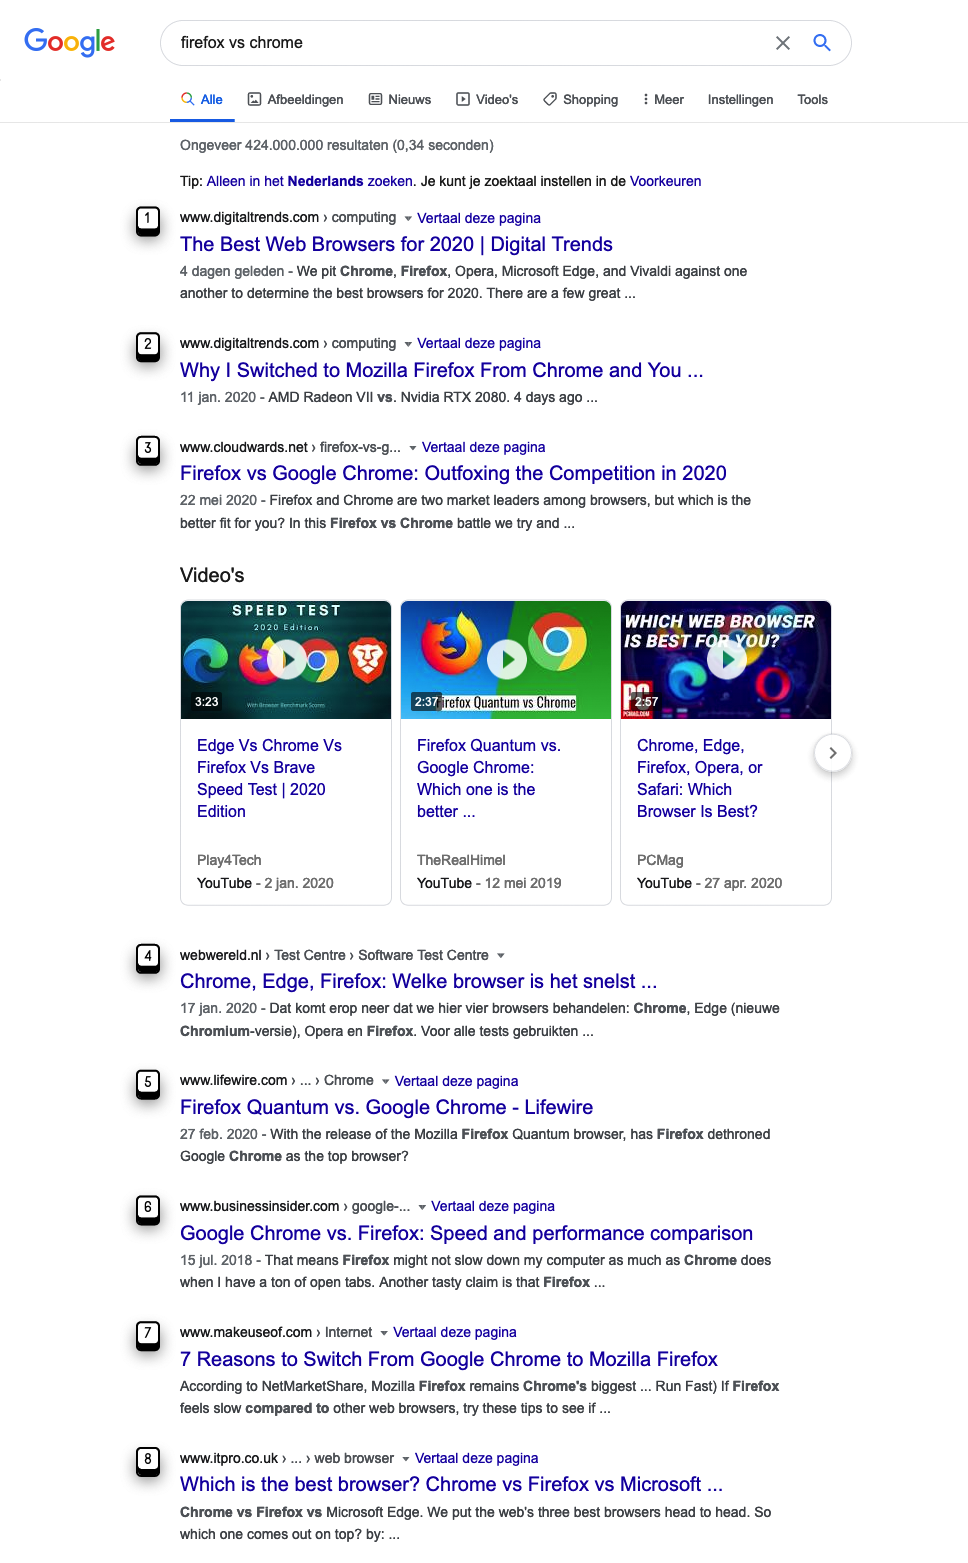 Google
firefox vs chrome
Alle Afbeeldingen Nieuws Video's Shopping Meer Instellingen Tools
Ongeveer 424.000.000 resultaten (0,34 seconden)
Tip: Alleen in het Nederlands zoeken. Je kunt je zoektaal instellen in de Voorkeuren
1
www.digitaltrends.com › computing Vertaal deze pagina
The Best Web Browsers for 2020 | Digital Trends
4 dagen geleden - We pit Chrome, Firefox, Opera, Microsoft Edge, and Vivaldi against one
another to determine the best browsers for 2020. There are a few great ...
2
www.digitaltrends.com › computing Vertaal deze pagina
Why I Switched to Mozilla Firefox From Chrome and You ...
11 jan. 2020 - AMD Radeon VII vs. Nvidia RTX 2080. 4 days ago ...
3
www.cloudwards.net › firefox-vs-g... Vertaal deze pagina
Firefox vs Google Chrome: Outfoxing the Competition in 2020
22 mei 2020 - Firefox and Chrome are two market leaders among browsers, but which is the
better fit for you? In this Firefox vs Chrome battle we try and ...
Video's
SPEED TEST
2020 Edition
3:23
With Browser Benchmark Scores
Edge Vs Chrome Vs
Firefox Vs Brave
Speed Test | 2020
Edition
Play4Tech
YouTube - 2 jan. 2020
2:37
Firefox Quantum vs Chrome
Firefox Quantum vs.
Google Chrome:
Which one is the
better ...
TheRealHimel
YouTube - 12 mei 2019
WHICH WEB BROWSER
IS BEST FOR YOU?
PC
2:57
PCMAG.COM
Chrome, Edge,
Firefox, Opera, or
Safari: Which
Browser Is Best?
PCMag
YouTube - 27 apr. 2020
4
webwereld.nl › Test Centre › Software Test Centre
Chrome, Edge, Firefox: Welke browser is het snelst ...
17 jan. 2020 - Dat komt erop neer dat we hier vier browsers behandelen: Chrome, Edge (nieuwe
Chromium-versie), Opera en Firefox. Voor alle tests gebruikten ...
5
www.lifewire.com › ... › Chrome Vertaal deze pagina
Firefox Quantum vs. Google Chrome - Lifewire
27 feb. 2020 - With the release of the Mozilla Firefox Quantum browser, has Firefox dethroned
Google Chrome as the top browser?
6
www.businessinsider.com › google-... Vertaal deze pagina
Google Chrome vs. Firefox: Speed and performance comparison
15 jul. 2018 - That means Firefox might not slow down my computer as much as Chrome does
when I have a ton of open tabs. Another tasty claim is that Firefox ...
7
www.makeuseof.com › Internet Vertaal deze pagina
7 Reasons to Switch From Google Chrome to Mozilla Firefox
According to NetMarketShare, Mozilla Firefox remains Chrome's biggest ... Run Fast) If Firefox
feels slow compared to other web browsers, try these tips to see if ...
8
www.itpro.co.uk › ... › web browser Vertaal deze pagina
Which is the best browser? Chrome vs Firefox vs Microsoft ...
Chrome vs Firefox vs Microsoft Edge. We put the web's three best browsers head to head. So
which one comes out on top? by: ...